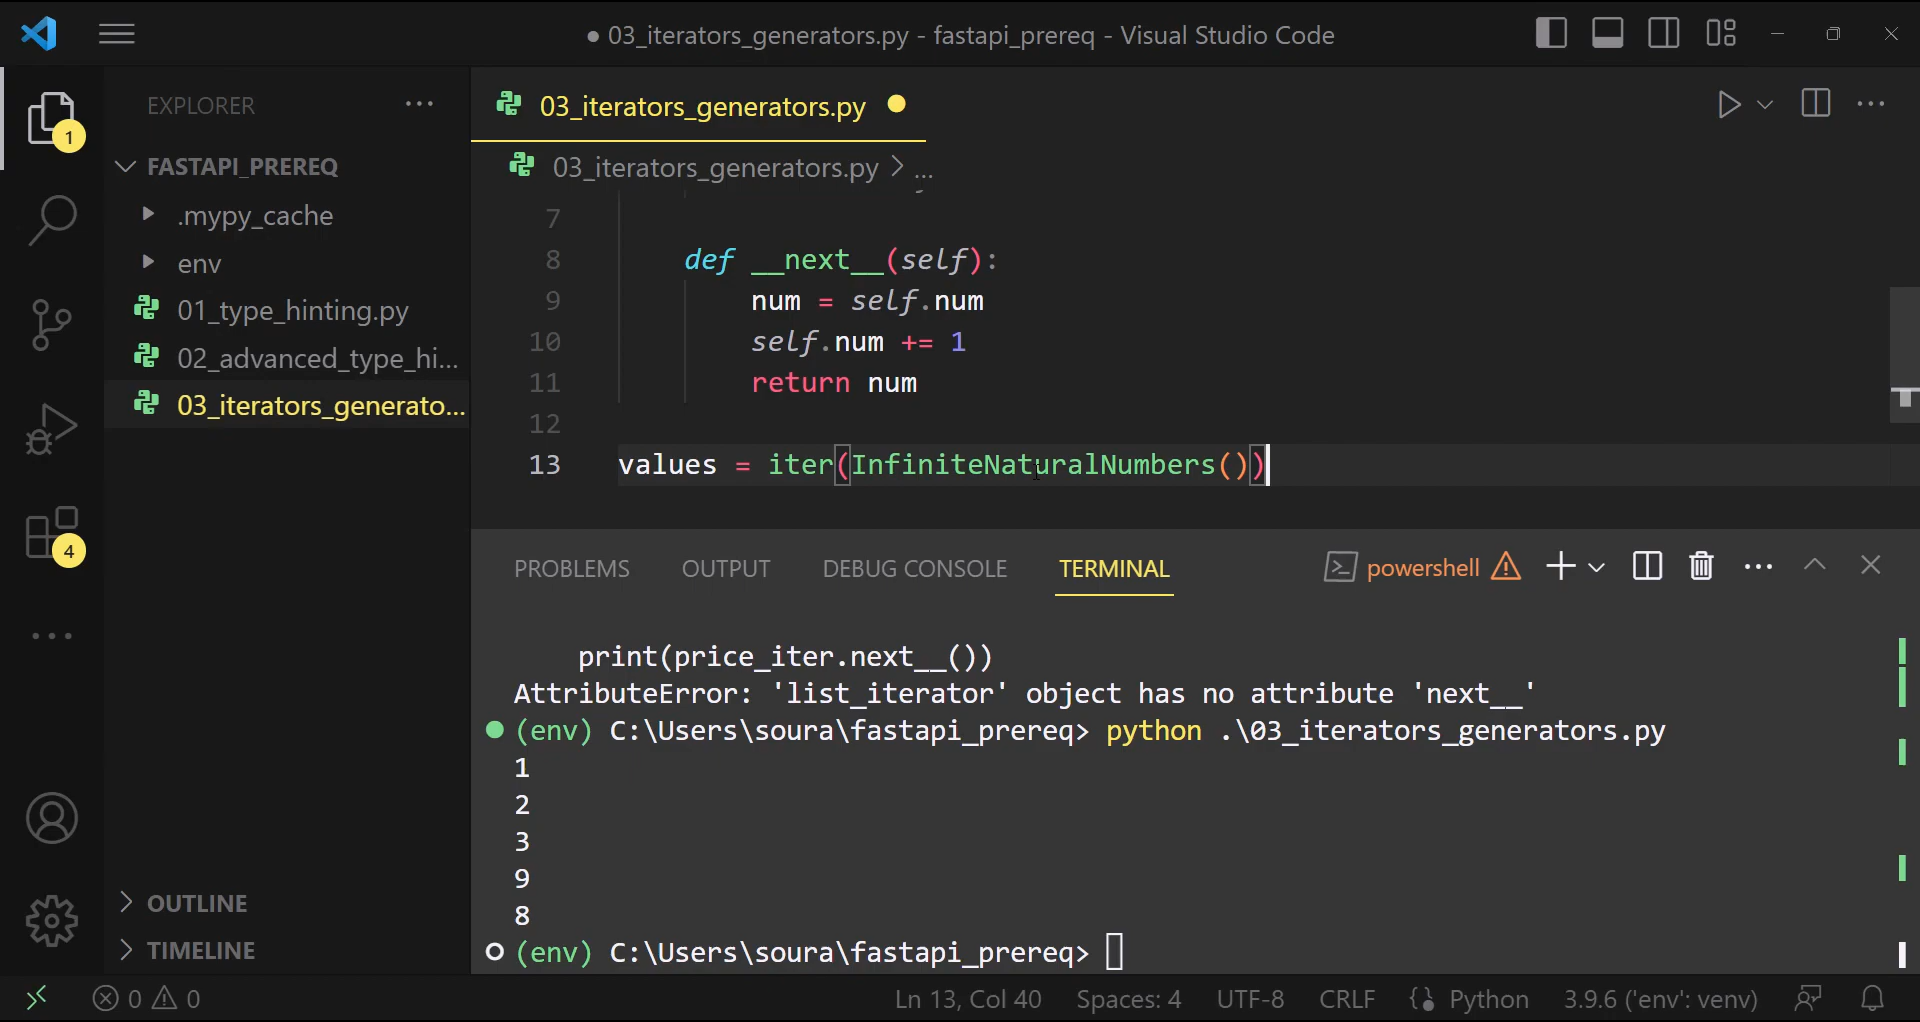 ● 03_iterators_generators.py - fastapi_prereq - Visual Studio Code
1
4
EXPLORER ...
FASTAPI_PREREQ
.mypy_cache
env
01_type_hinting.py
02_advanced_type_hi...
03_iterators_generato...
OUTLINE
TIMELINE
03_iterators_generators.py
03_iterators_generators.py > ...
7
8 def __next__(self):
9 num = self.num
10 self.num += 1
11 return num
12
13 values = iter(InfiniteNaturalNumbers())
PROBLEMS OUTPUT DEBUG CONSOLE TERMINAL powershell
print(price_iter.next__())
AttributeError: 'list_iterator' object has no attribute 'next__'
(env) C:\Users\soura\fastapi_prereq> python .\03_iterators_generators.py
1
2
3
9
8
(env) C:\Users\soura\fastapi_prereq>
0 0 Ln 13, Col 40 Spaces: 4 UTF-8 CRLF Python 3.9.6 ('env': venv)